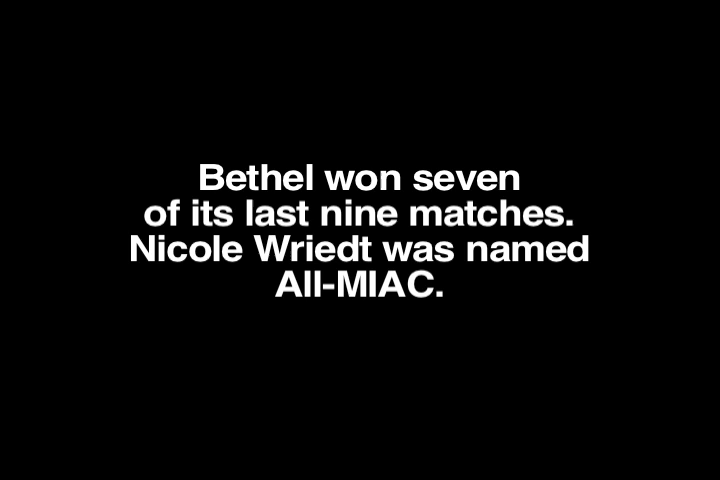 Bethel won seven
of its last nine matches.
Nicole Wriedt was named
All-MIAC.